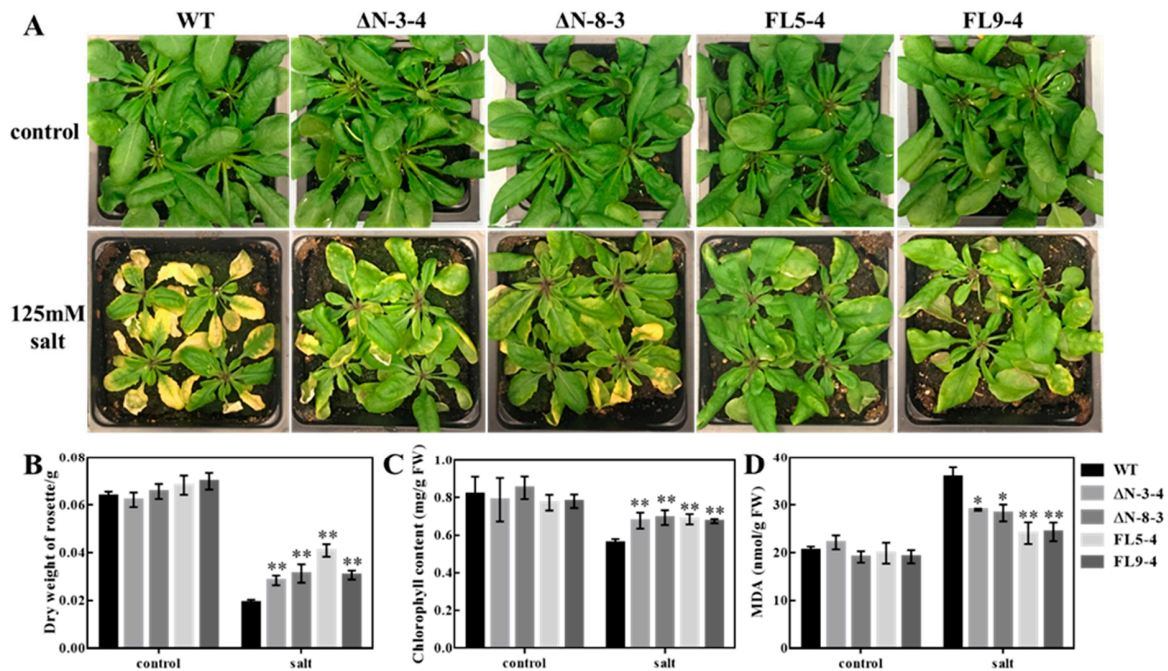 A
WT
ΔN-3-4
ΔN-8-3
FL5-4
FL9-4
control
125mM
salt
B
Dry weight of rosette/g
0.08
0.06
0.04
0.02
0.00
** ** ** **
control
salt
C
Chlorophyll content (mg/g FW)
1.0
0.8
0.6
0.4
0.2
0.0
** ** ** **
control
salt
D
MDA (nmol/g FW)
40
30
20
10
0
* * ** **
control
salt
WT
ΔN-3-4
ΔN-8-3
FL5-4
FL9-4